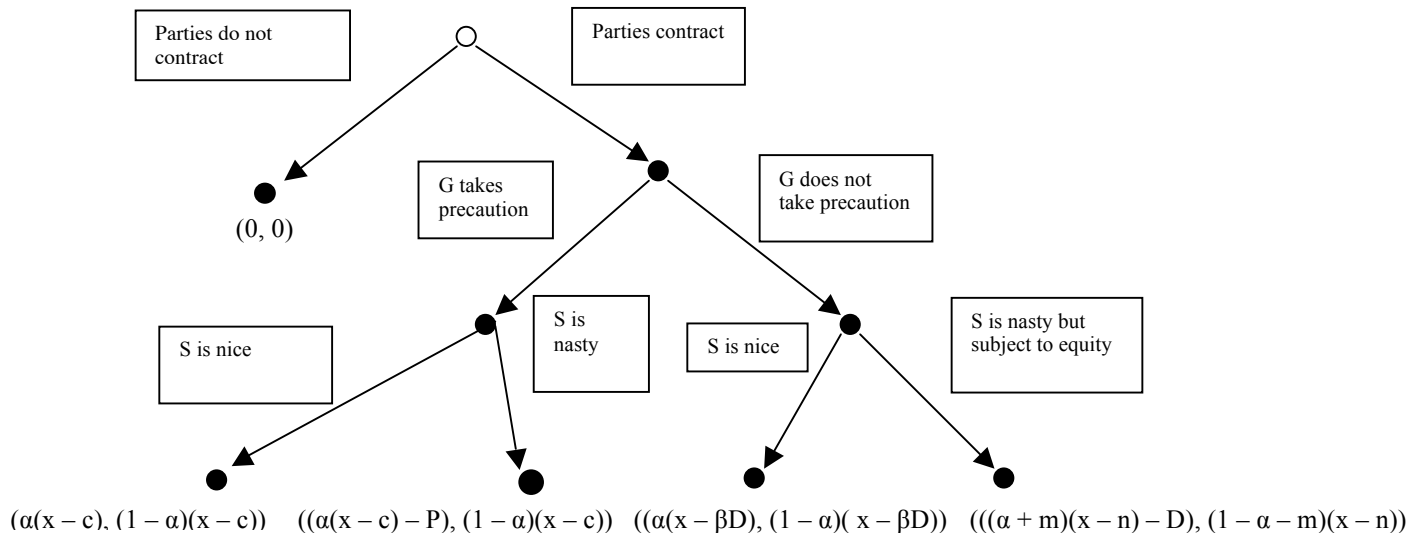 Parties do not
contract
Parties contract
G takes
precaution
G does not
take precaution
(0, 0)
S is nice
S is
nasty
S is nice
S is nasty but
subject to equity
(α(x – c), (1 – α)(x – c)) ((α(x – c) – P), (1 – α)(x – c)) ((α(x – βD), (1 – α)( x – βD)) (((α + m)(x – n) – D), (1 – α – m)(x – n))